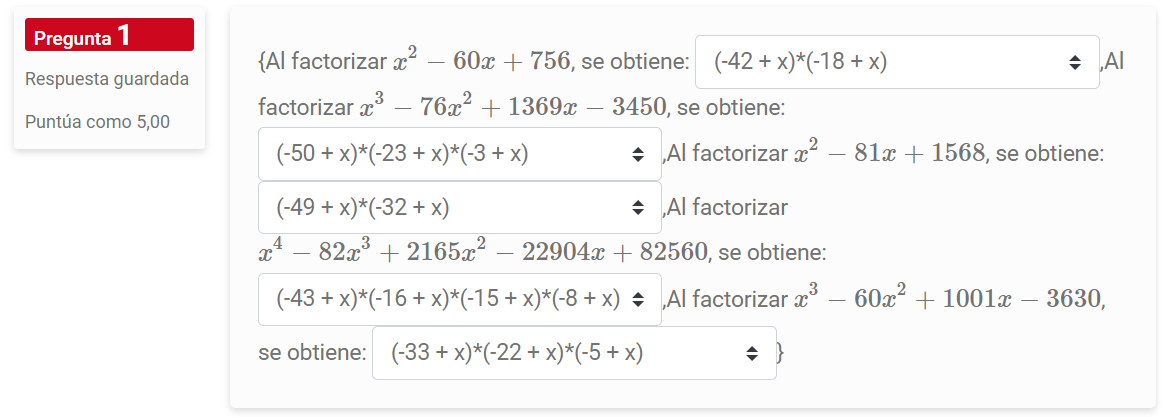 Pregunta 1
Respuesta guardada
Puntúa como 5,00
{Al factorizar x² − 60x + 756, se obtiene: (-42 + x)*(-18 + x) ,Al
factorizar x³ − 76x² + 1369x − 3450, se obtiene:
(-50 + x)*(-23 + x)*(-3 + x) ,Al factorizar x² − 81x + 1568, se obtiene:
(-49 + x)*(-32 + x) ,Al factorizar
x⁴ − 82x³ + 2165x² − 22904x + 82560, se obtiene:
(-43 + x)*(-16 + x)*(-15 + x)*(-8 + x) ,Al factorizar x³ − 60x² + 1001x − 3630,
se obtiene: (-33 + x)*(-22 + x)*(-5 + x) }